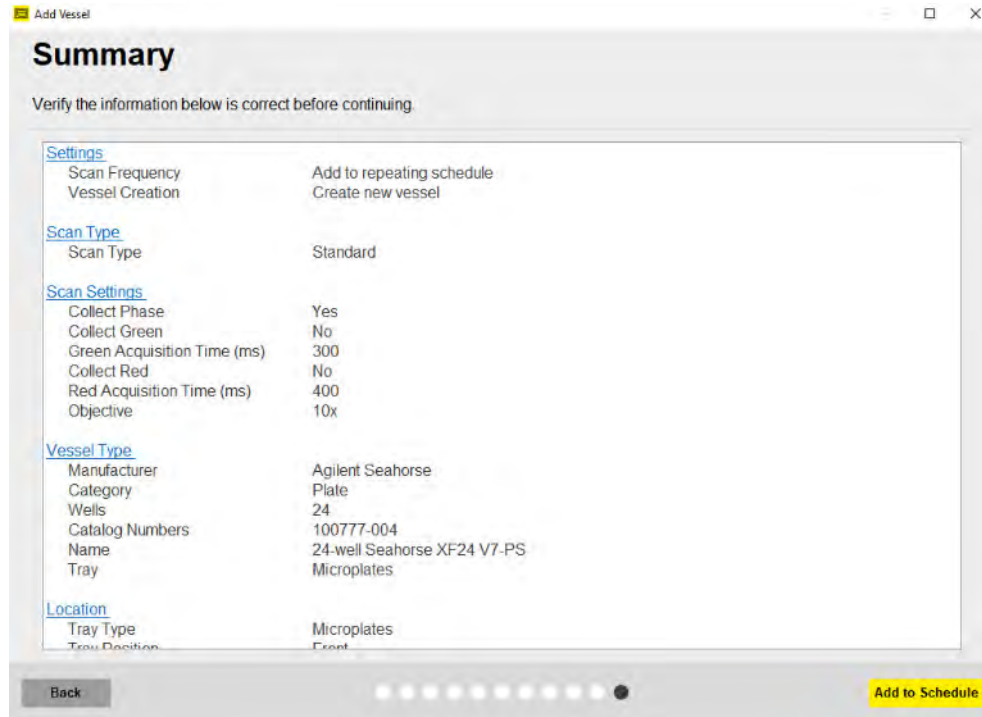 Add Vessel
Summary
Verify the information below is correct before continuing.
Settings
Scan Frequency Add to repeating schedule
Vessel Creation Create new vessel
Scan Type
Scan Type Standard
Scan Settings
Collect Phase Yes
Collect Green No
Green Acquisition Time (ms) 300
Collect Red No
Red Acquisition Time (ms) 400
Objective 10x
Vessel Type
Manufacturer Agilent Seahorse
Category Plate
Wells 24
Catalog Numbers 100777-004
Name 24-well Seahorse XF24 V7-PS
Tray Microplates
Location
Tray Type Microplates
Tray Position Front
Back Add to Schedule